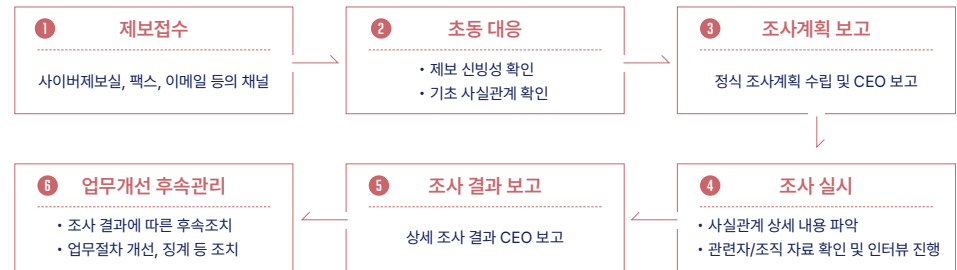 1 제보접수
사이버제보실, 팩스, 이메일 등의 채널
2 초동 대응
• 제보 신빙성 확인
• 기초 사실관계 확인
3 조사계획 보고
정식 조사계획 수립 및 CEO 보고
4 조사 실시
• 사실관계 상세 내용 파악
• 관련자/조직 자료 확인 및 인터뷰 진행
5 조사 결과 보고
상세 조사 결과 CEO 보고
6 업무개선 후속관리
• 조사 결과에 따른 후속조치
• 업무절차 개선, 징계 등 조치